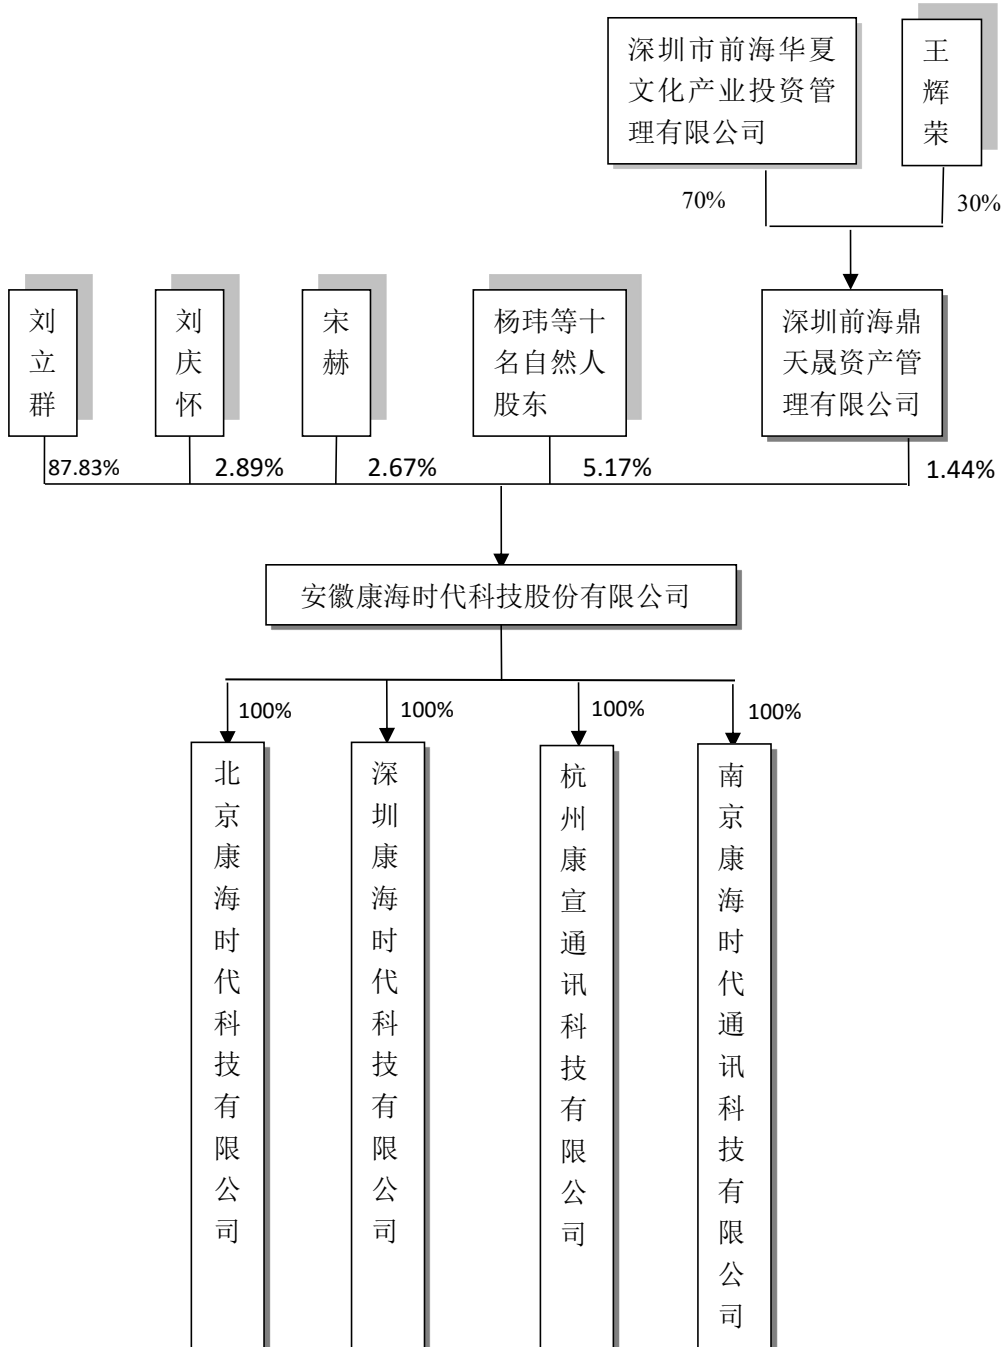 深圳市前海华夏
文化产业投资管
理有限公司
王
辉
荣
70%
30%
刘
立
群
刘
庆
怀
宋
赫
杨玮等十
名自然人
股东
深圳前海鼎
天晟资产管
理有限公司
87.83%
2.89%
2.67%
5.17%
1.44%
安徽康海时代科技股份有限公司
100%
100%
100%
100%
北
京
康
海
时
代
科
技
有
限
公
司
深
圳
康
海
时
代
科
技
有
限
公
司
杭
州
康
宣
通
讯
科
技
有
限
公
司
南
京
康
海
时
代
通
讯
科
技
有
限
公
司